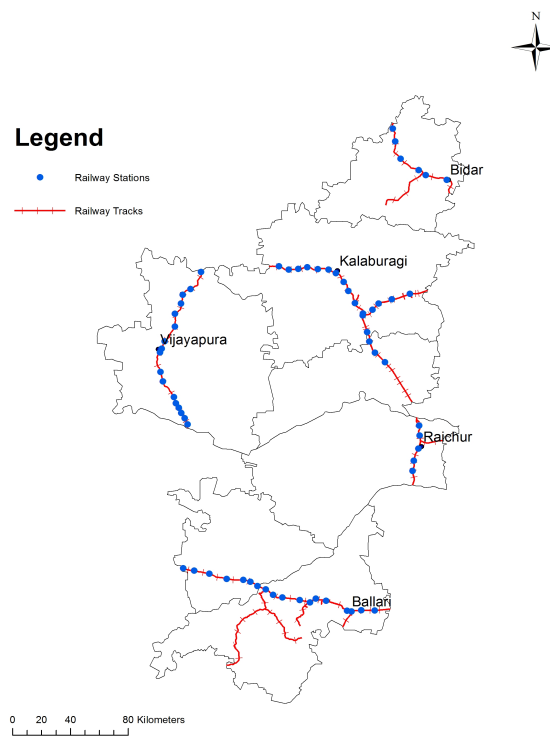 N
Legend
Railway Stations
Railway Tracks
Bidar
Kalaburagi
Vijayapura
Raichur
Ballari
0 20 40 80 Kilometers